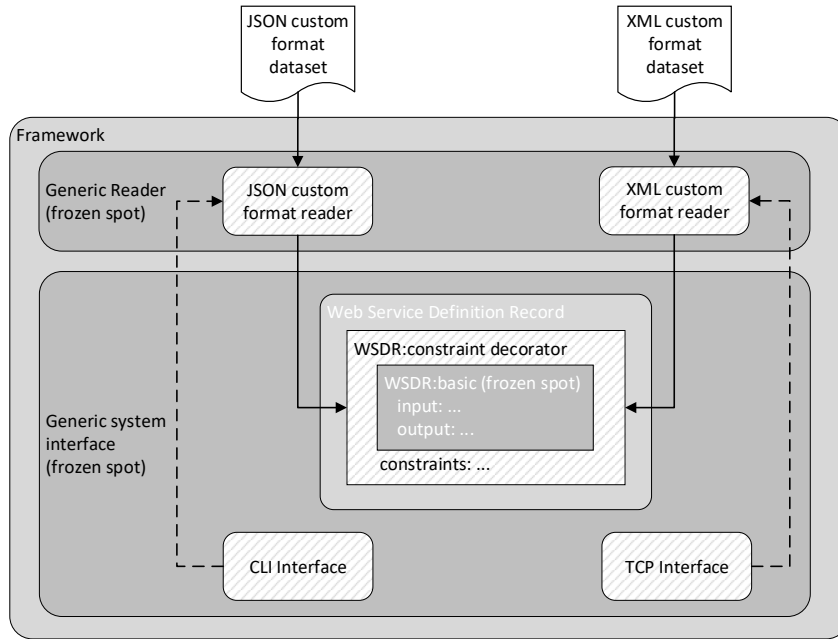 JSON custom
format
dataset
XML custom
format
dataset
Framework
Generic Reader
(frozen spot)
JSON custom
format reader
XML custom
format reader
Web Service Definition Record
WSDR:constraint decorator
WSDR:basic (frozen spot)
input: ...
output: ...
constraints: ...
Generic system
interface
(frozen spot)
CLI Interface
TCP Interface